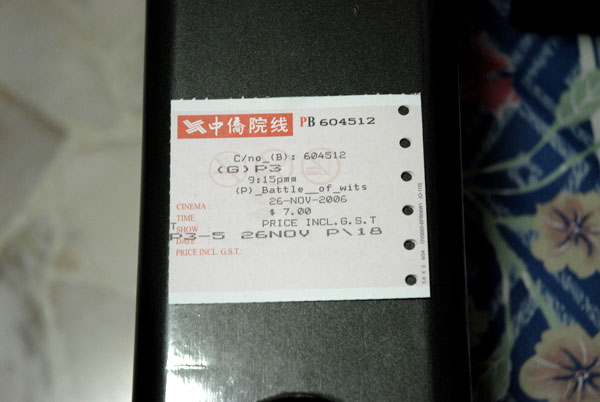 中僑院线 PB 604512
C/no_(B): 604512
(G)P3
9:15pmm
(P)_Battle__of_wits
26-NOV-2006
CINEMA :
$ 7.00
TIME :
PRICE INCL.G.S.T
SHOW
P3-5 26NOV P\18
DATE :
PRICE INCL. G.S.T.: